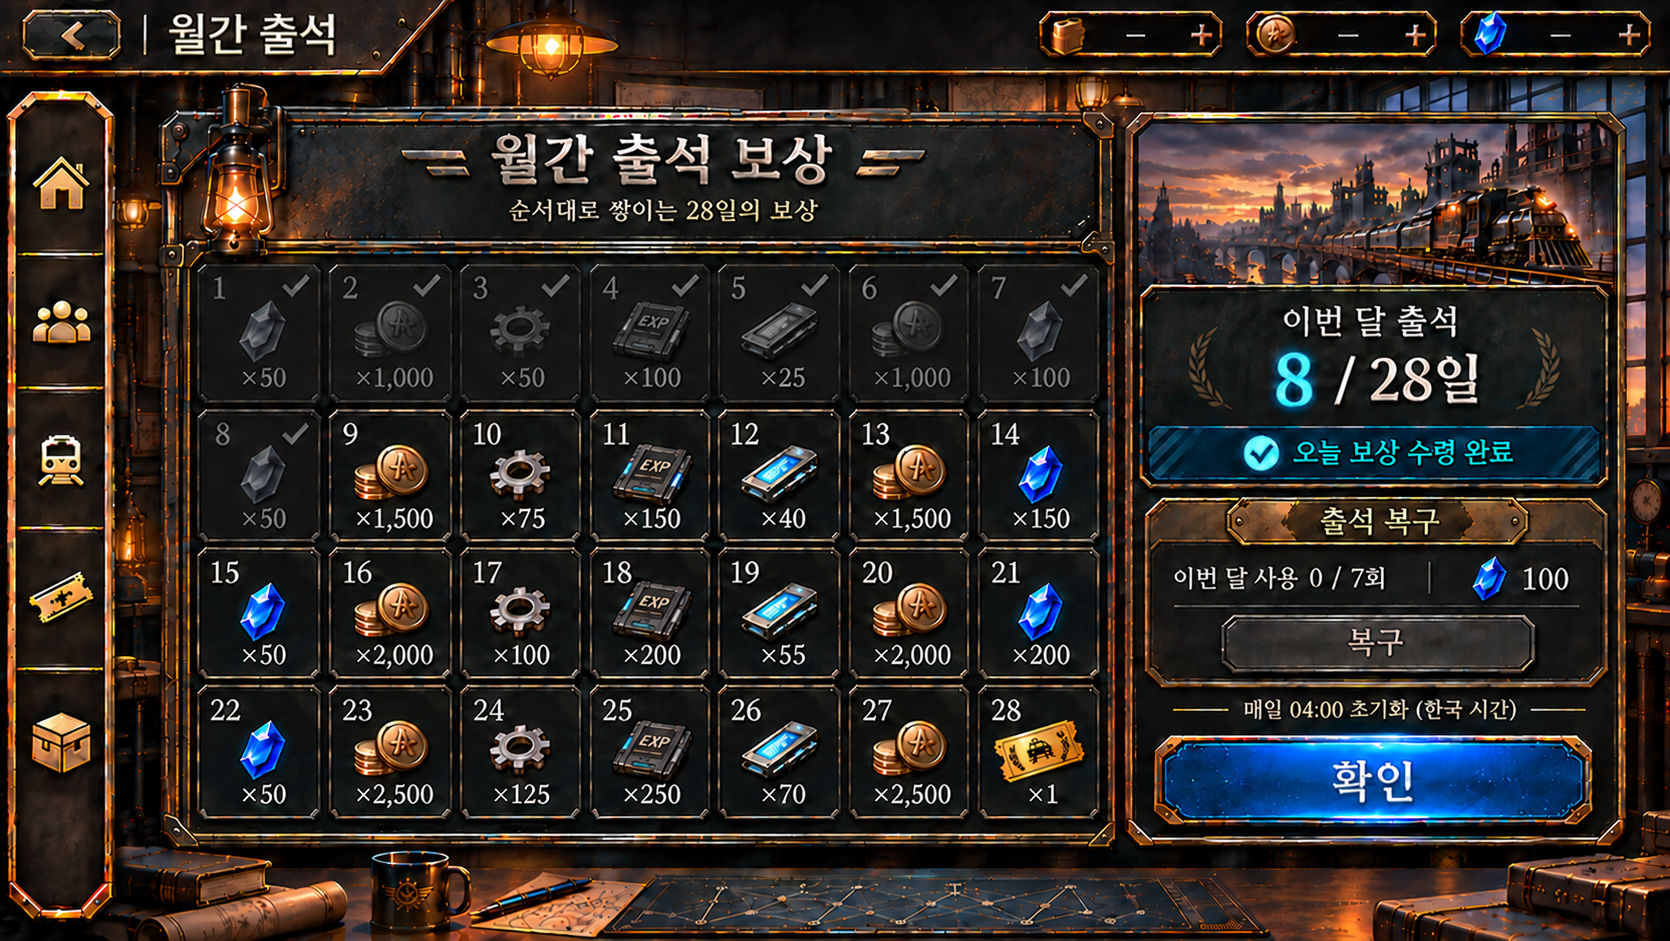 월간 출석
월간 출석 보상
순서대로 쌓이는 28일의 보상
1 ×50
2 ×1,000
3 ×50
4 EXP ×100
5 ×25
6 ×1,000
7 ×100
8 ×50
9 ×1,500
10 ×75
11 EXP ×150
12 ×40
13 ×1,500
14 ×150
15 ×50
16 ×2,000
17 ×100
18 EXP ×200
19 ×55
20 ×2,000
21 ×200
22 ×50
23 ×2,500
24 ×125
25 EXP ×250
26 ×70
27 ×2,500
28 ×1
이번 달 출석
8 / 28일
오늘 보상 수령 완료
출석 복구
이번 달 사용 0 / 7회 100
복구
매일 04:00 초기화 (한국 시간)
확인